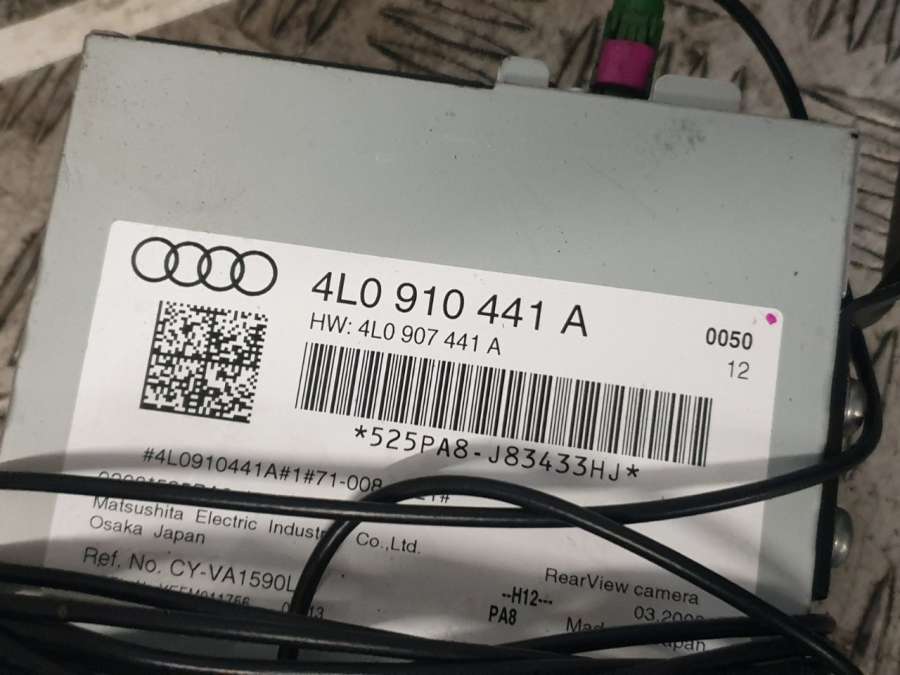 4L0 910 441 A
HW: 4L0 907 441 A
0050
12
*525PA8-J83433HJ*
#4L0910441A#1#71-008
Matsushita Electric Co.,Ltd.
Osaka Japan
Ref. No. CY-VA1590L
RearView camera
--H12---
PA8